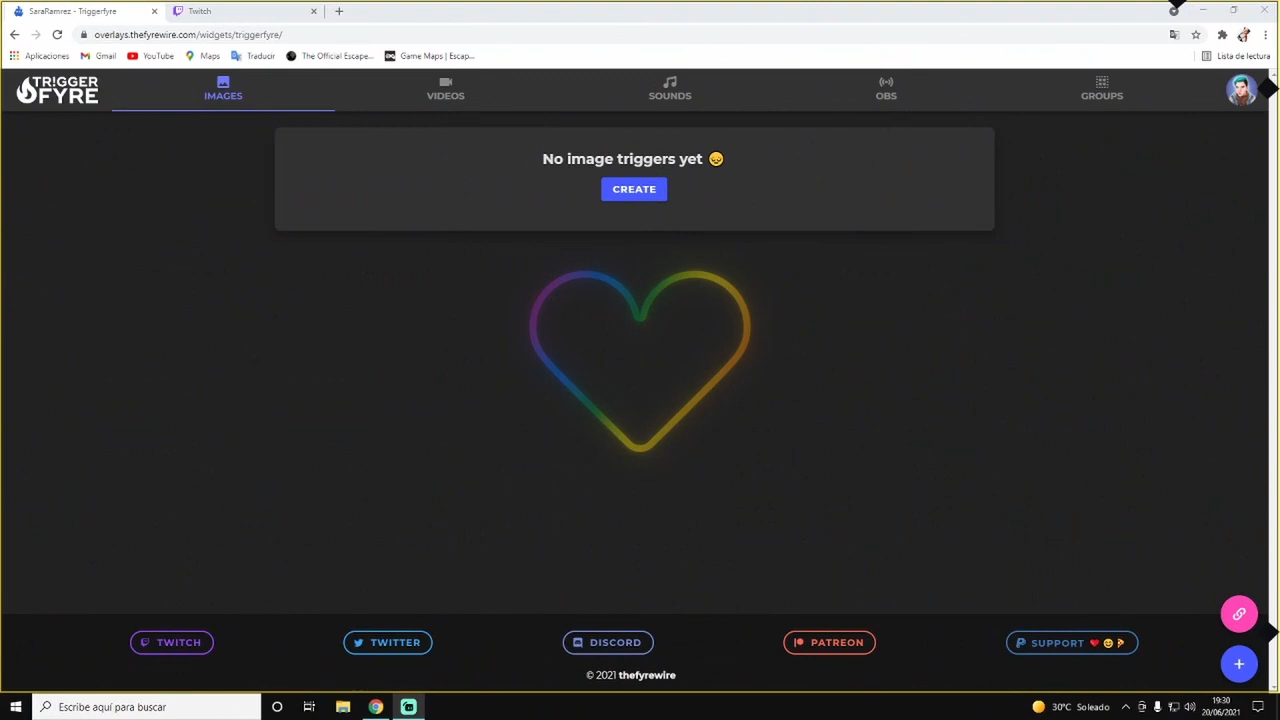 SaraRamrez - Triggerfyre
Twitch
overlays.thefyrewire.com/widgets/triggerfyre/
Aplicaciones
Gmail
YouTube
Maps
Traducir
The Official Escape...
Game Maps | Escap...
Lista de lectura
TR!GGER
FYRE
IMAGES
VIDEOS
SOUNDS
OBS
GROUPS
No image triggers yet 😞
CREATE
TWITCH
TWITTER
DISCORD
PATREON
SUPPORT ❤️ 😊 🍕
© 2021 thefyrewire
Escribe aquí para buscar
30°C Soleado
19:30
20/06/2021